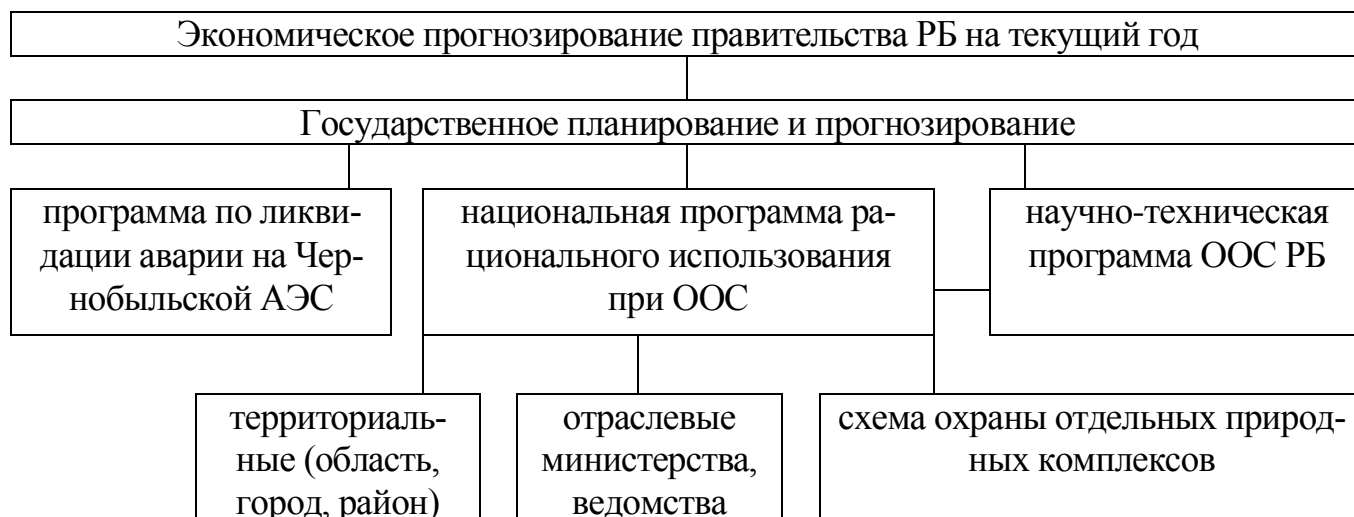 Экономическое прогнозирование правительства РБ на текущий год
Государственное планирование и прогнозирование
программа по ликви-
дации аварии на Чер-
нобыльской АЭС
национальная программа ра-
ционального использования
при ООС
научно-техническая
программа ООС РБ
территориаль-
ные (область,
город, район)
отраслевые
министерства,
ведомства
схема охраны отдельных природ-
ных комплексов